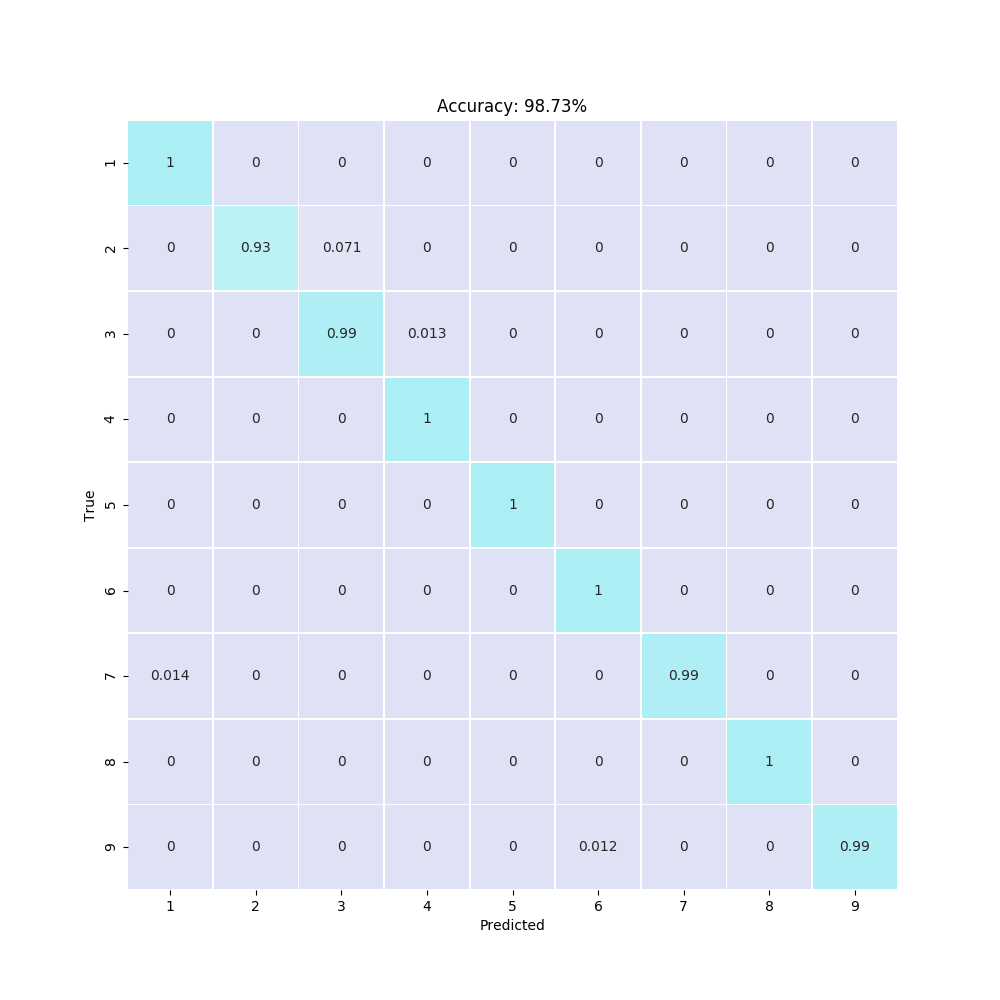 Accuracy: 98.73%
1 1 0 0 0 0 0 0 0 0
2 0 0.93 0.071 0 0 0 0 0 0
3 0 0 0.99 0.013 0 0 0 0 0
4 0 0 0 1 0 0 0 0 0
5 0 0 0 0 1 0 0 0 0
6 0 0 0 0 0 1 0 0 0
7 0.014 0 0 0 0 0 0.99 0 0
8 0 0 0 0 0 0 0 1 0
9 0 0 0 0 0 0.012 0 0 0.99
True
1 2 3 4 5 6 7 8 9
Predicted